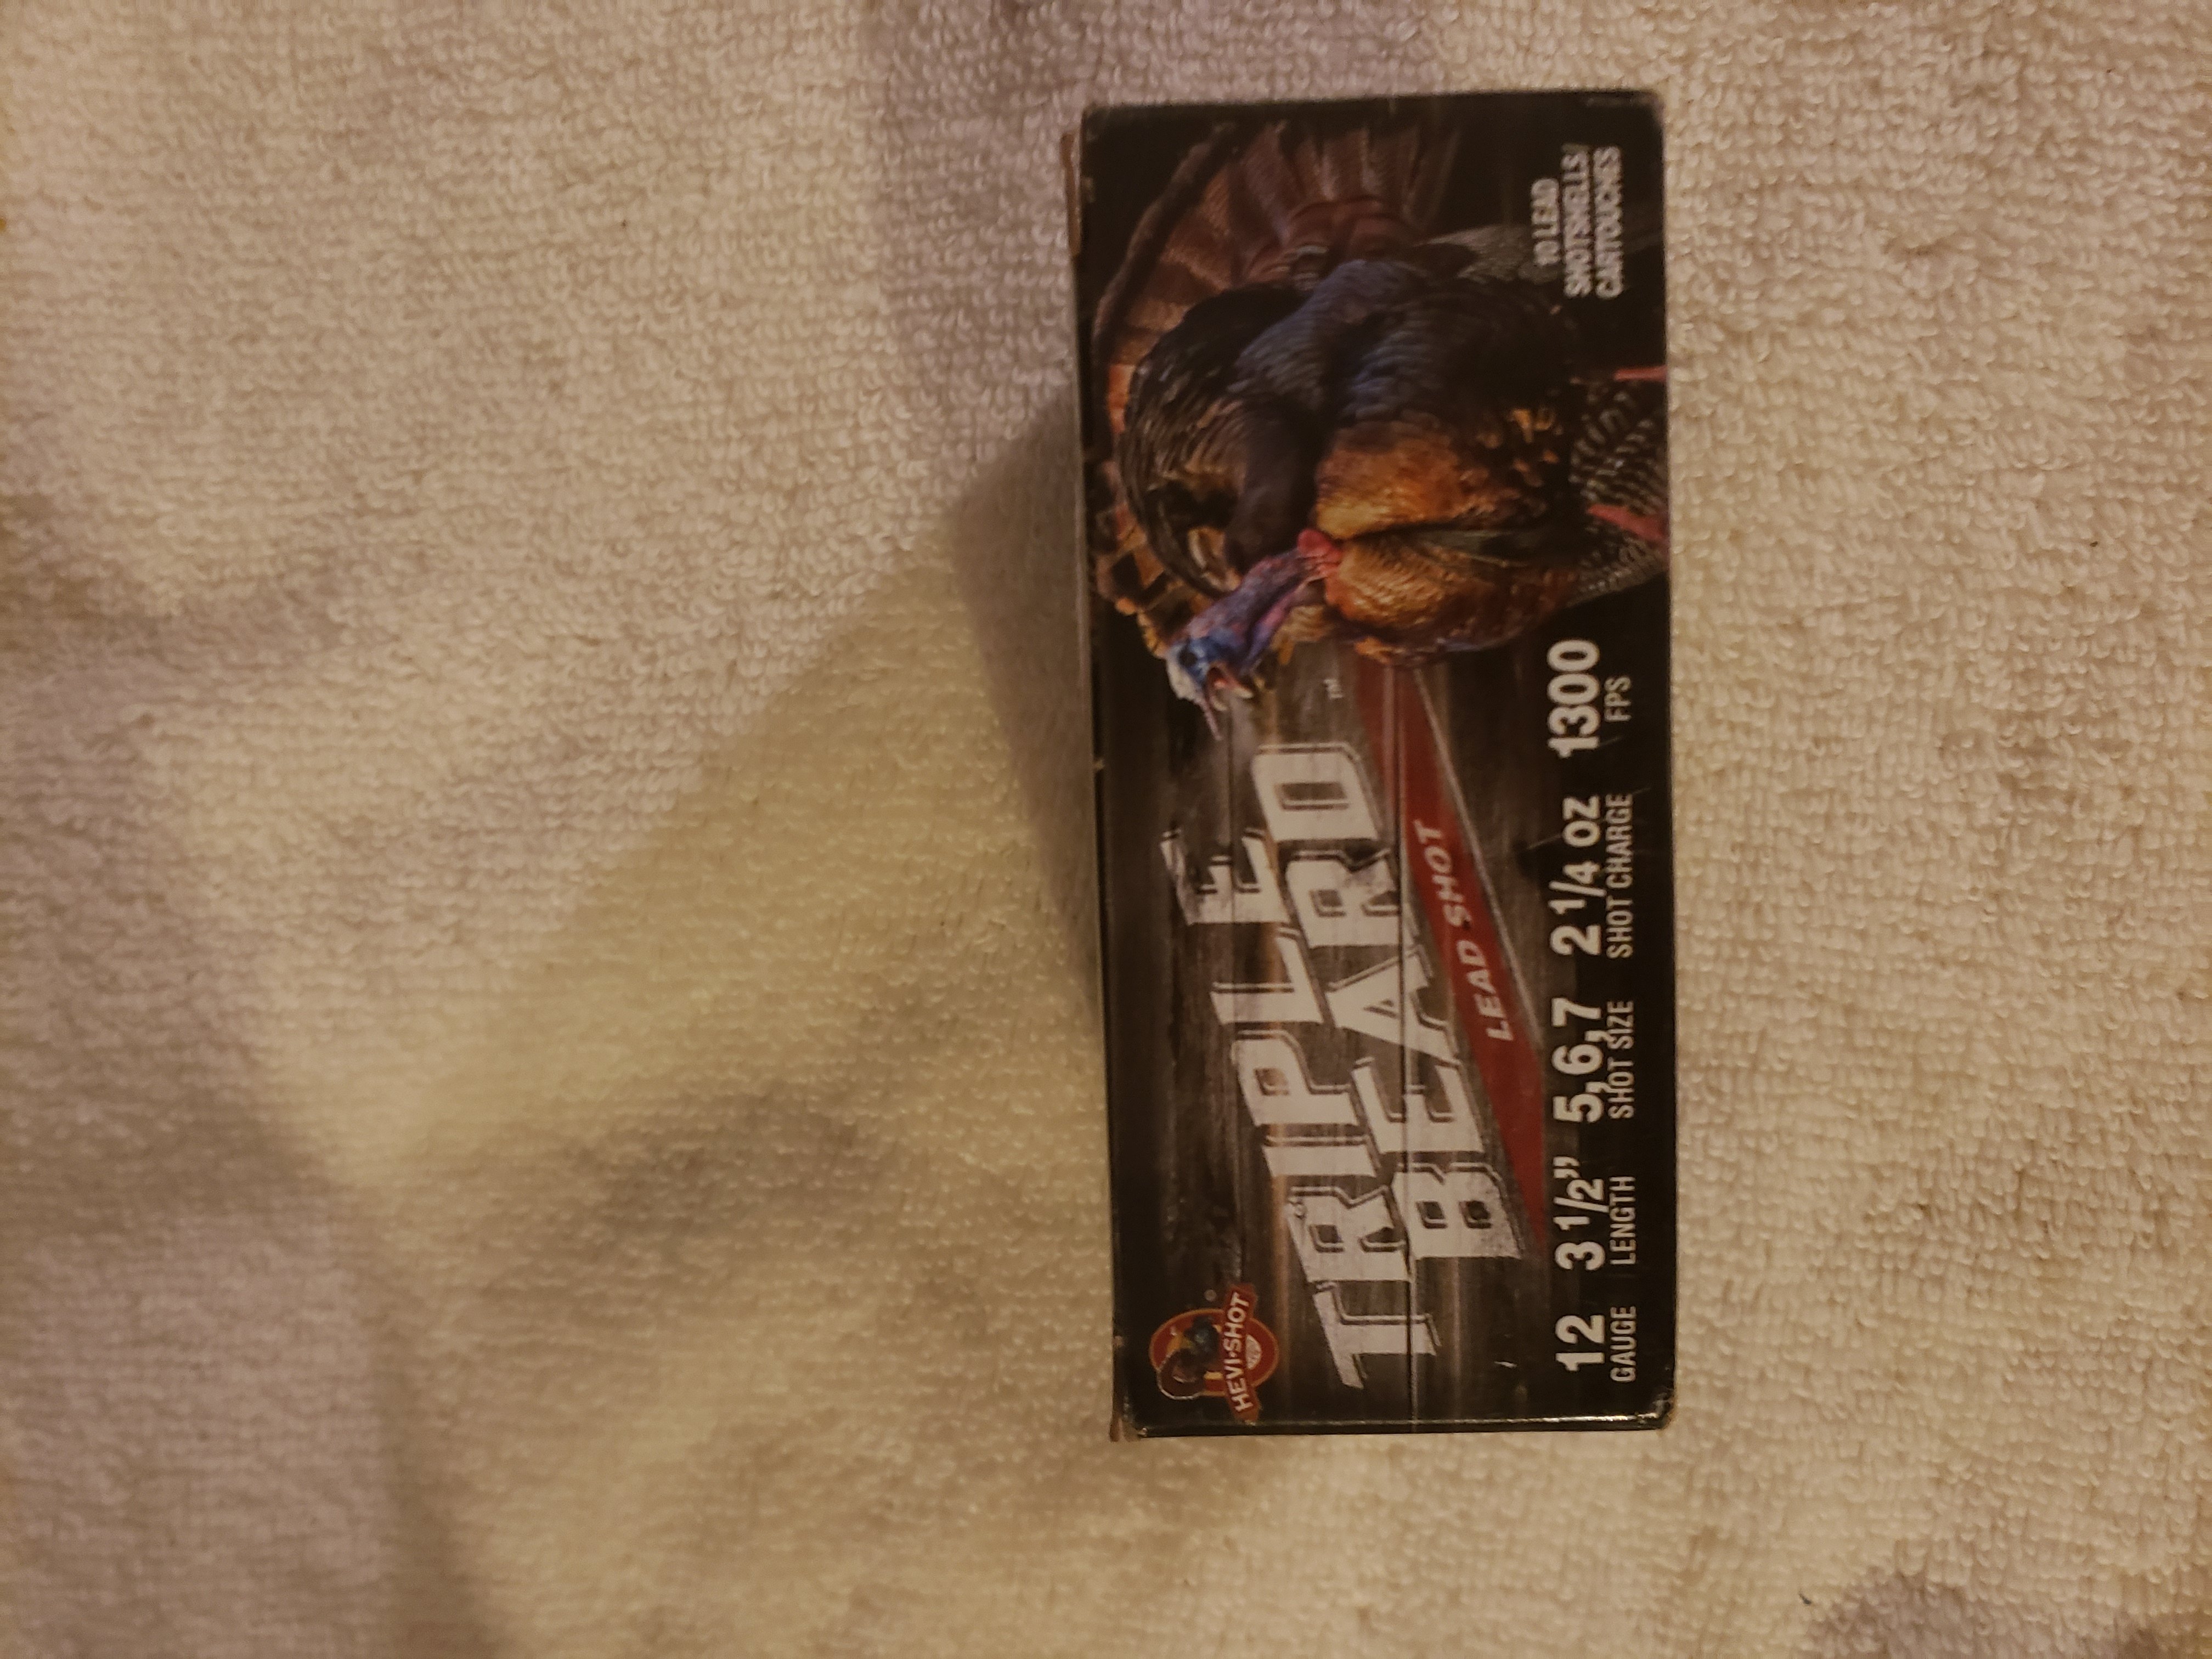 HEVI-SHOT
®
TRIPLE
BEARD
™
LEAD SHOT
12 3 1/2” 5,6,7 2 1/4 OZ 1300
GAUGE LENGTH SHOT SIZE SHOT CHARGE FPS
10 LEAD
SHOTSHELLS/
CARTOUCHES